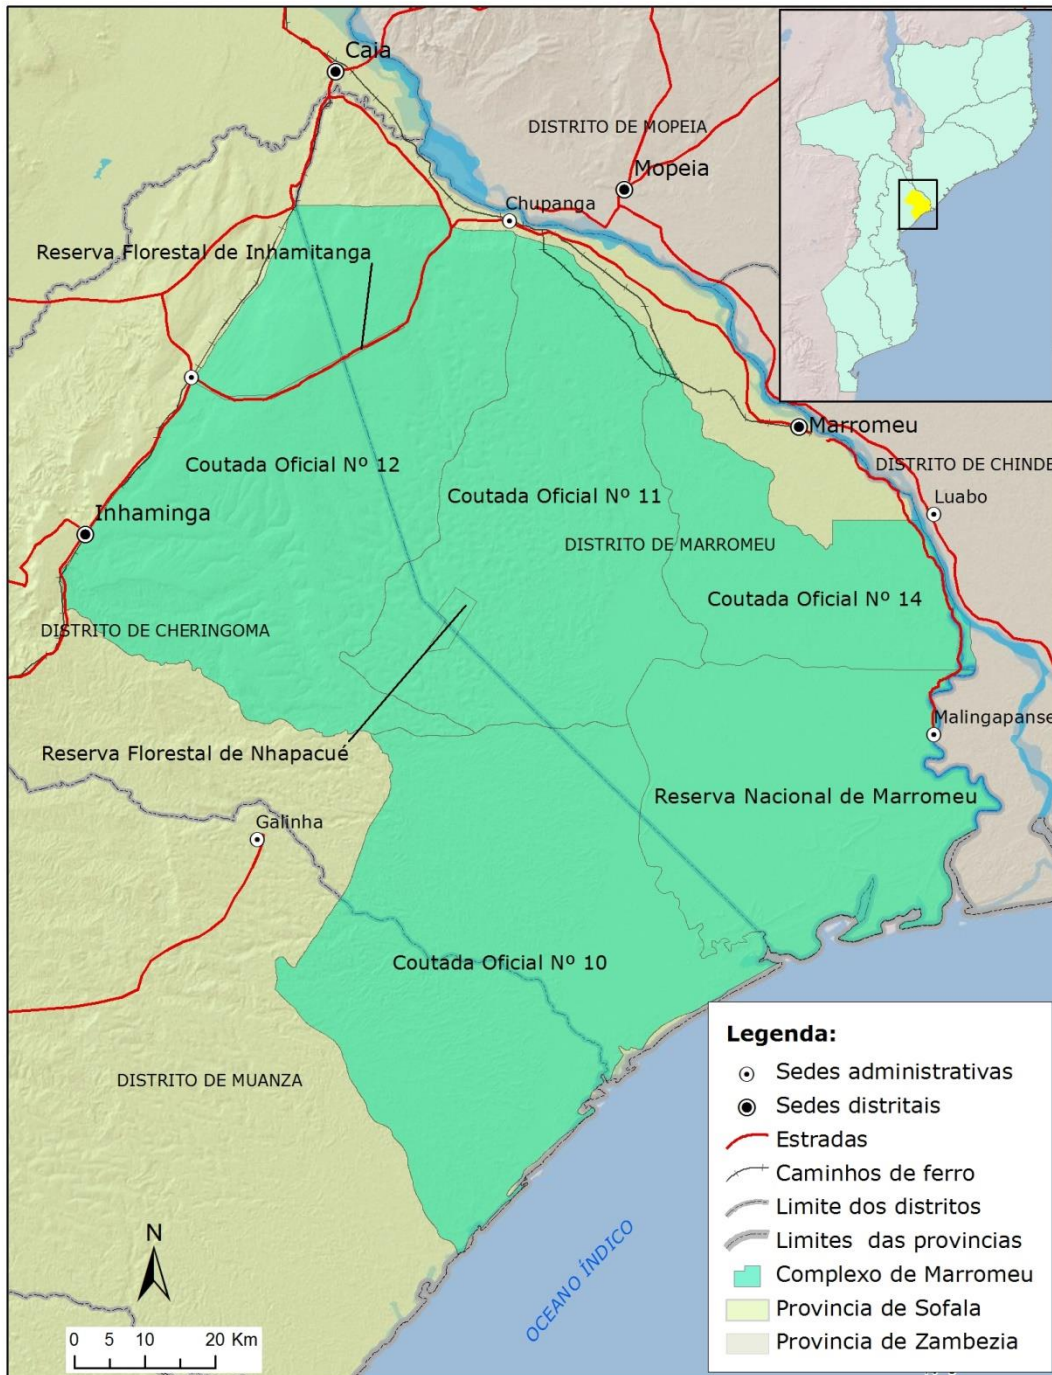 Caia
DISTRITO DE MOPEIA
Mopeia
Chupanga
Reserva Florestal de Inhamitanga
Marromeu
Coutada Oficial Nº 12
DISTRITO DE CHINDE
Coutada Oficial Nº 11
Luabo
Inhaminga
DISTRITO DE MARROMEU
Coutada Oficial Nº 14
DISTRITO DE CHERINGOMA
Malingapanse
Reserva Florestal de Nhapacué
Reserva Nacional de Marromeu
Galinha
Coutada Oficial Nº 10
DISTRITO DE MUANZA
OCEANO ÍNDICO
N
0 5 10 20 Km
Legenda:
Sedes administrativas
Sedes distritais
Estradas
Caminhos de ferro
Limite dos distritos
Limites das provincias
Complexo de Marromeu
Provincia de Sofala
Provincia de Zambezia